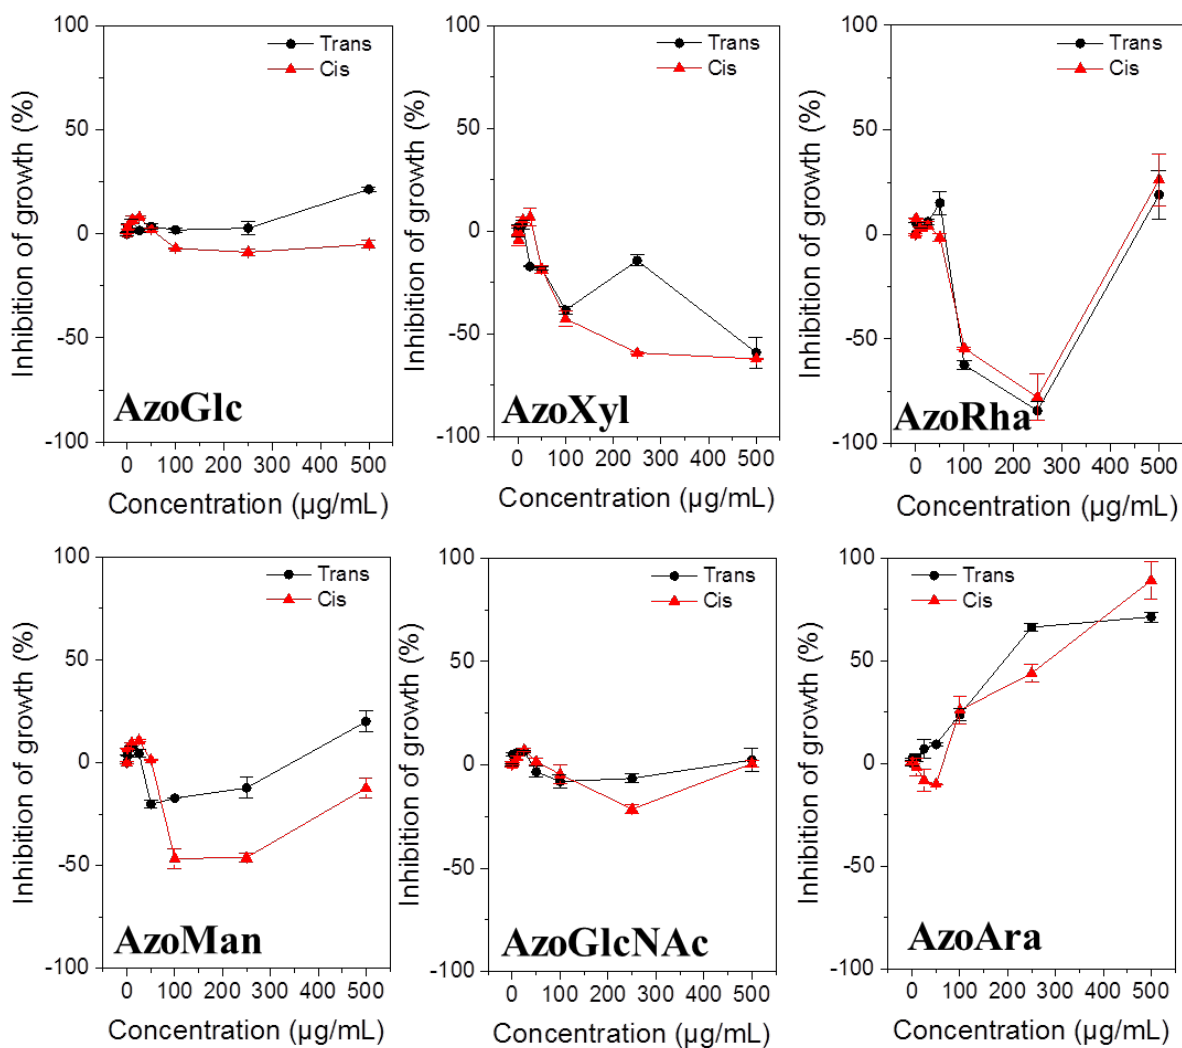 100
50
0
-50
-100
Inhibition of growth (%)
Trans
Cis
AzoGlc
0 100 200 300 400 500
Concentration (µg/mL)
100
50
0
-50
-100
Inhibition of growth (%)
Trans
Cis
AzoXyl
0 100 200 300 400 500
Concentration (µg/mL)
100
50
0
-50
-100
Inhibition of growth (%)
Trans
Cis
AzoRha
0 100 200 300 400 500
Concentration (µg/mL)
100
50
0
-50
-100
Inhibition of growth (%)
Trans
Cis
AzoMan
0 100 200 300 400 500
Concentration (µg/mL)
100
50
0
-50
-100
Inhibition of growth (%)
Trans
Cis
AzoGlcNAc
0 100 200 300 400 500
Concentration (µg/mL)
100
50
0
-50
-100
Inhibition of growth (%)
Trans
Cis
AzoAra
0 100 200 300 400 500
Concentration (µg/mL)